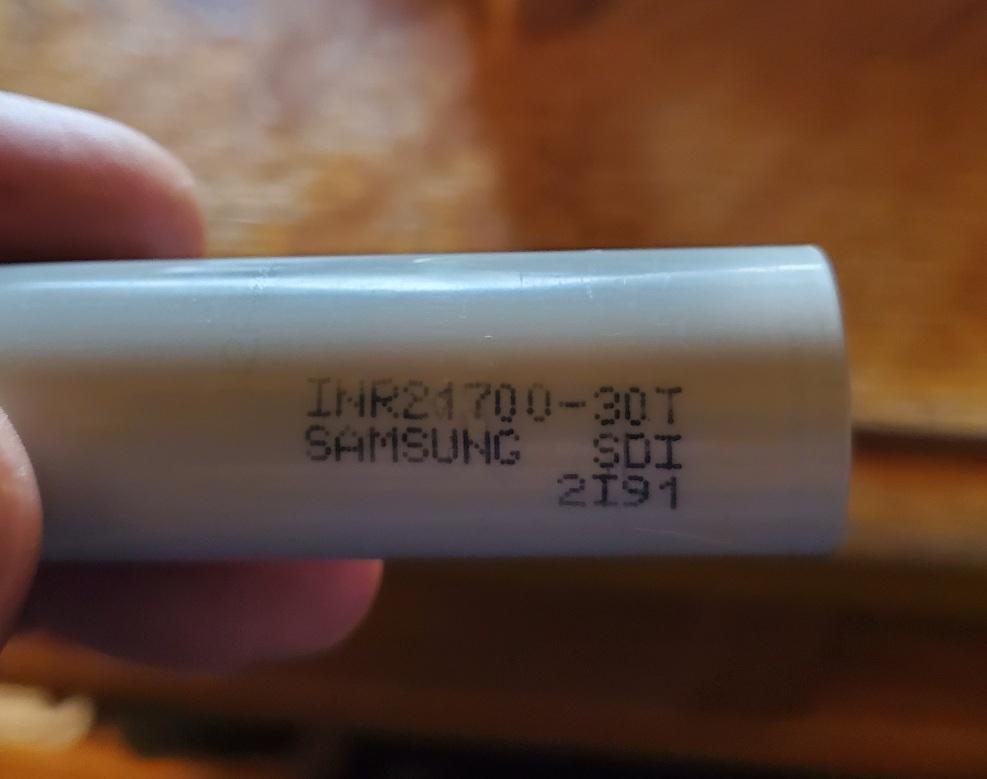 INR21700-30T
SAMSUNG SDI
2I91